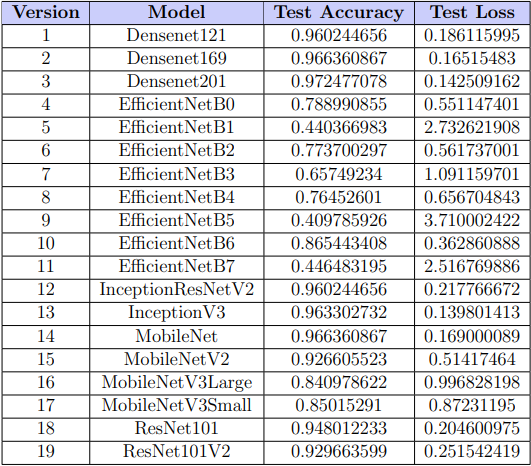 Version Model Test Accuracy Test Loss
1 Densenet121 0.960244656 0.186115995
2 Densenet169 0.966360867 0.16515483
3 Densenet201 0.972477078 0.142509162
4 EfficientNetB0 0.788990855 0.551147401
5 EfficientNetB1 0.440366983 2.732621908
6 EfficientNetB2 0.773700297 0.561737001
7 EfficientNetB3 0.65749234 1.091159701
8 EfficientNetB4 0.76452601 0.656704843
9 EfficientNetB5 0.409785926 3.710002422
10 EfficientNetB6 0.865443408 0.362860888
11 EfficientNetB7 0.446483195 2.516769886
12 InceptionResNetV2 0.960244656 0.217766672
13 InceptionV3 0.963302732 0.139801413
14 MobileNet 0.966360867 0.169000089
15 MobileNetV2 0.926605523 0.51417464
16 MobileNetV3Large 0.840978622 0.996828198
17 MobileNetV3Small 0.85015291 0.87231195
18 ResNet101 0.948012233 0.204600975
19 ResNet101V2 0.929663599 0.251542419